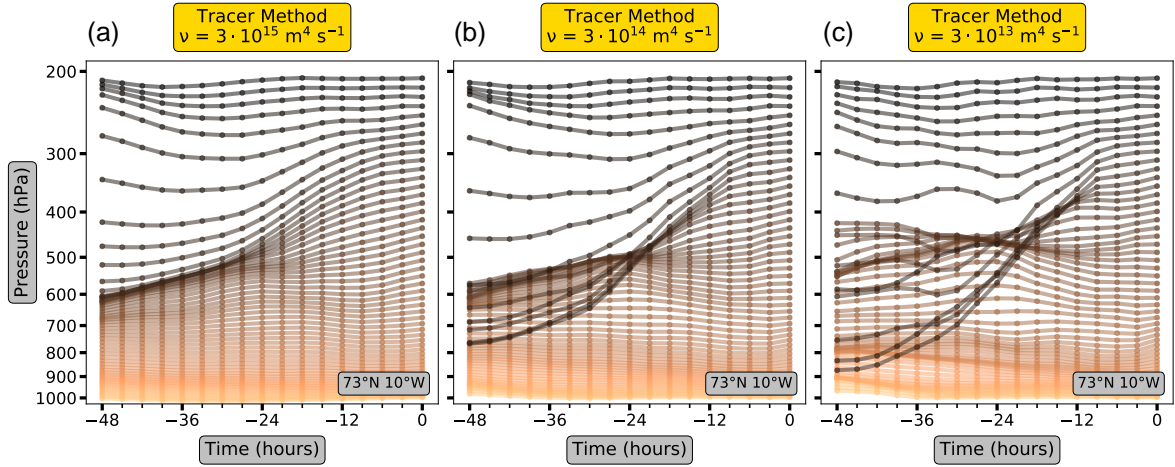 (a)
Tracer Method
ν = 3 · 10¹⁵ m⁴ s⁻¹
(b)
Tracer Method
ν = 3 · 10¹⁴ m⁴ s⁻¹
(c)
Tracer Method
ν = 3 · 10¹³ m⁴ s⁻¹
Pressure (hPa)
200
300
400
500
600
700
800
900
1000
73°N 10°W
73°N 10°W
73°N 10°W
−48 −36 −24 −12 0
−48 −36 −24 −12 0
−48 −36 −24 −12 0
Time (hours)
Time (hours)
Time (hours)